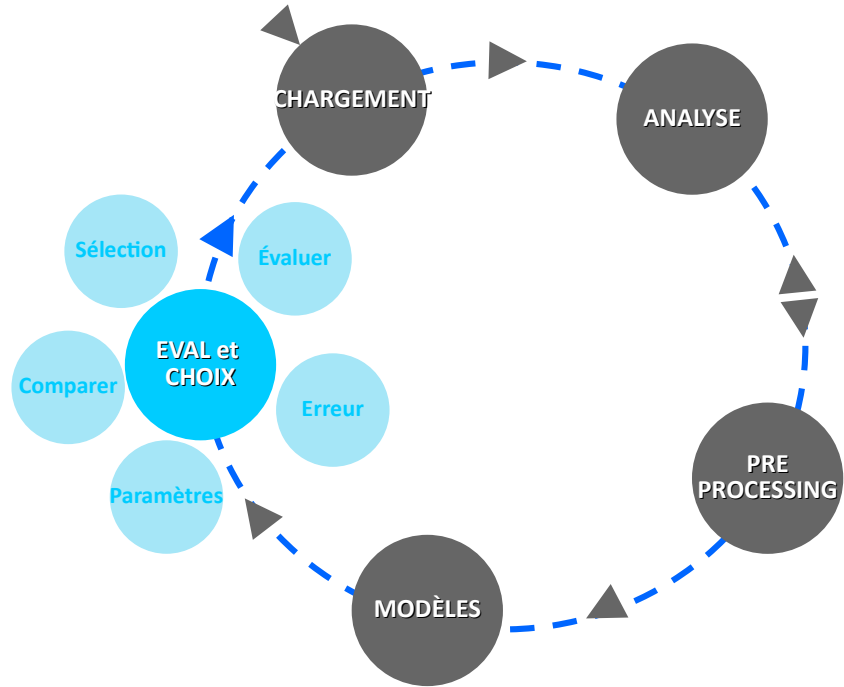 CHARGEMENT
ANALYSE
Sélection
Évaluer
EVAL et
CHOIX
Comparer
Erreur
Paramètres
PRE
PROCESSING
MODÈLES